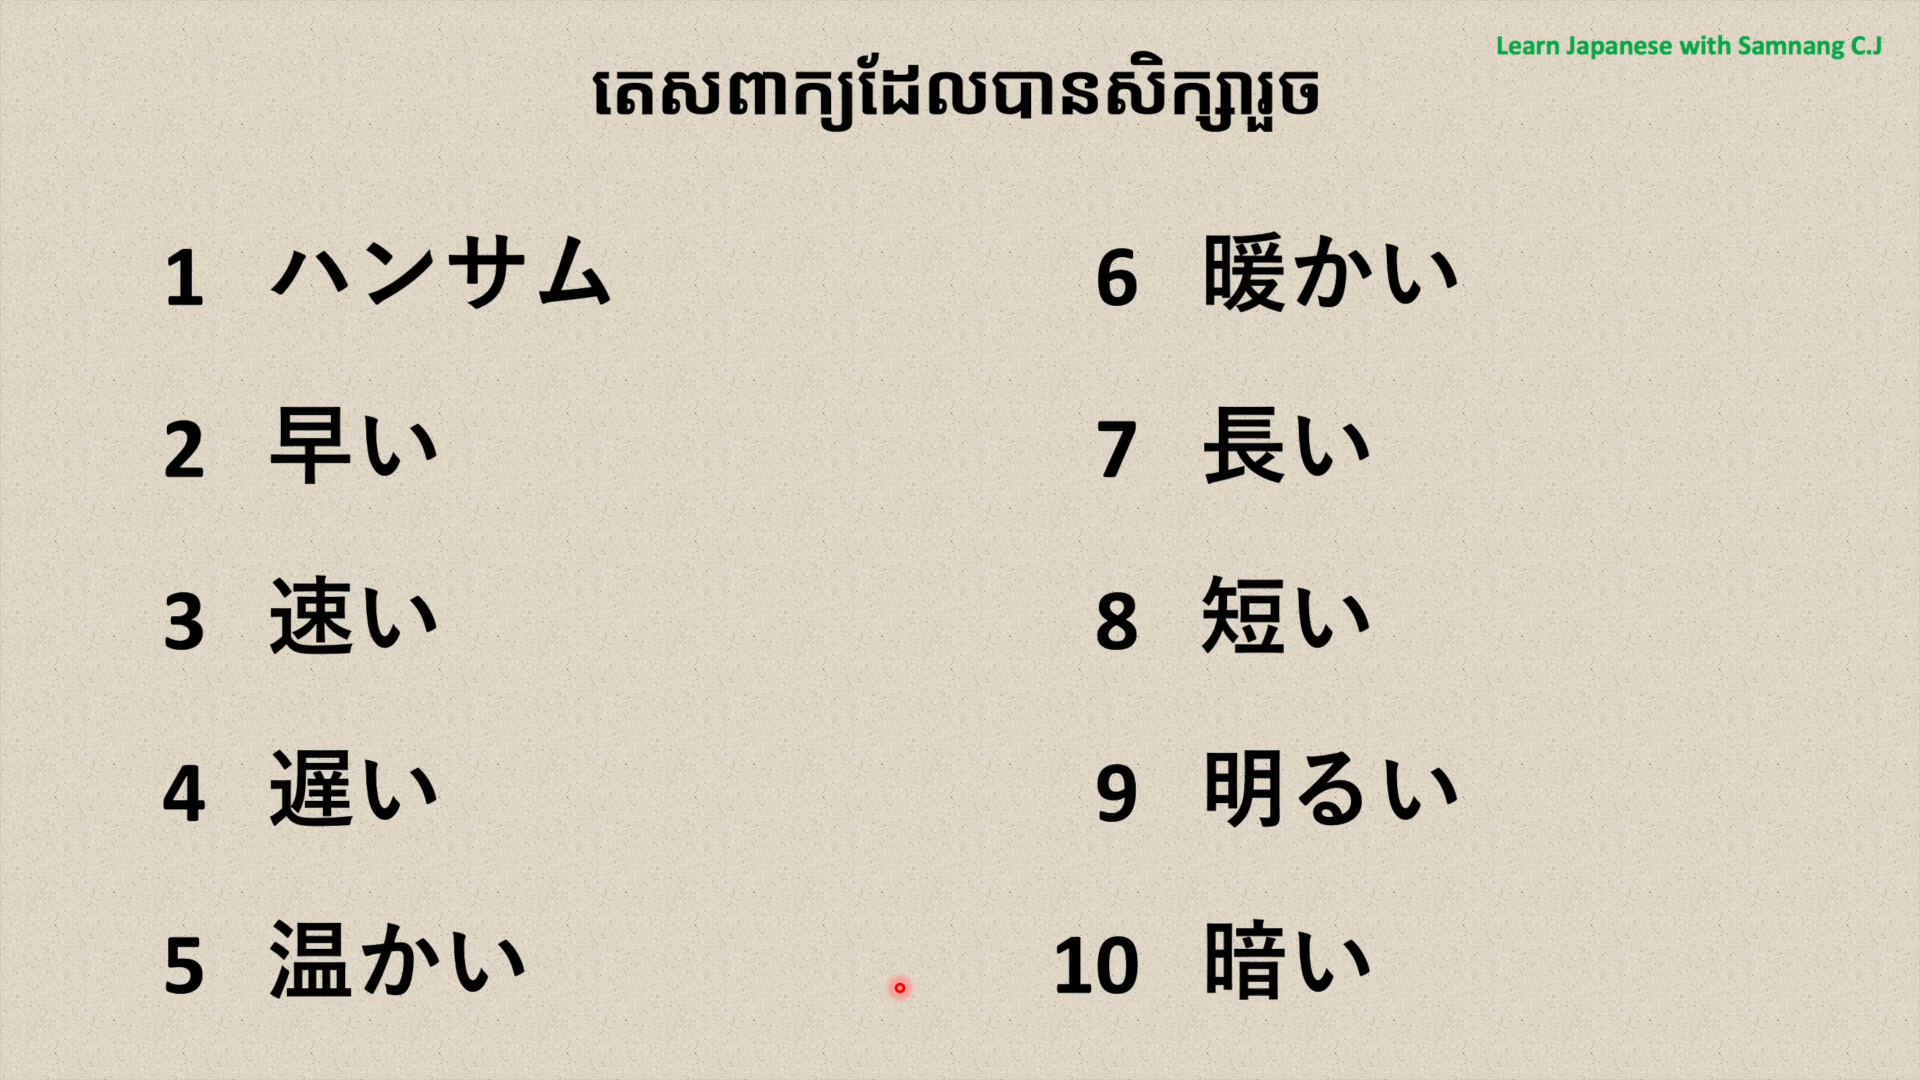 Learn Japanese with Samnang C.J
តេសពាក្យដែលបានសិក្សារួច
1 ハンサム
2 早い
3 速い
4 遅い
5 温かい
6 暖かい
7 長い
8 短い
9 明るい
10 暗い